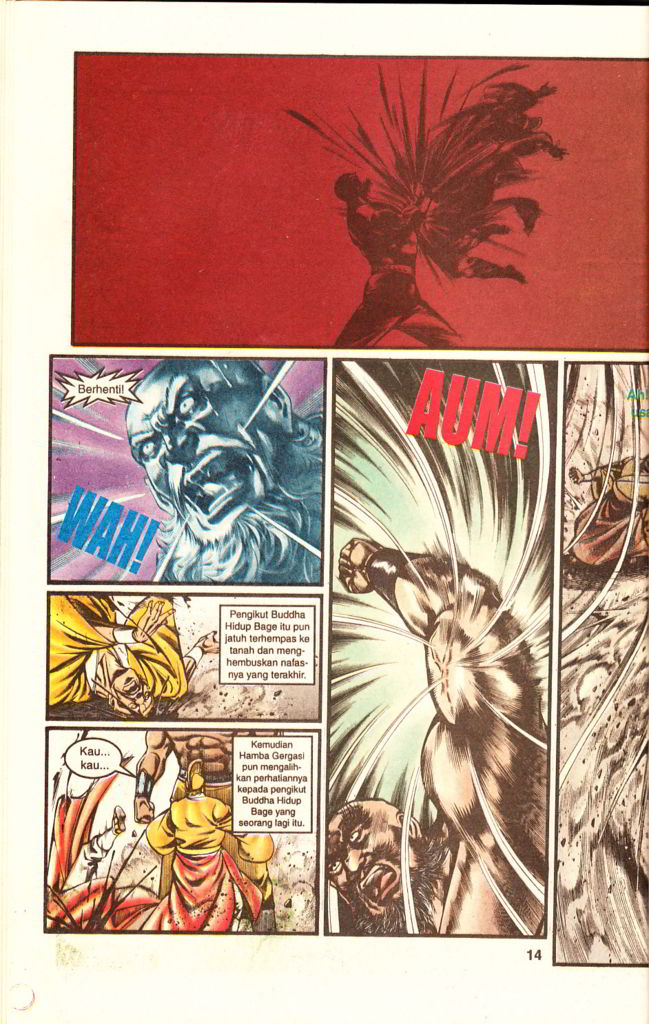 Berhenti!
WAH!
AUM!
Pengikut Buddha
Hidup Bage itu pun
jatuh terhempas ke
tanah dan meng-
hembuskan nafas-
nya yang terakhir.
Kau...
kau...
Kemudian
Hamba Gergasi
pun mengalih-
kan perhatiannya
kepada pengikut
Buddha Hidup
Bage yang
seorang lagi itu.
14